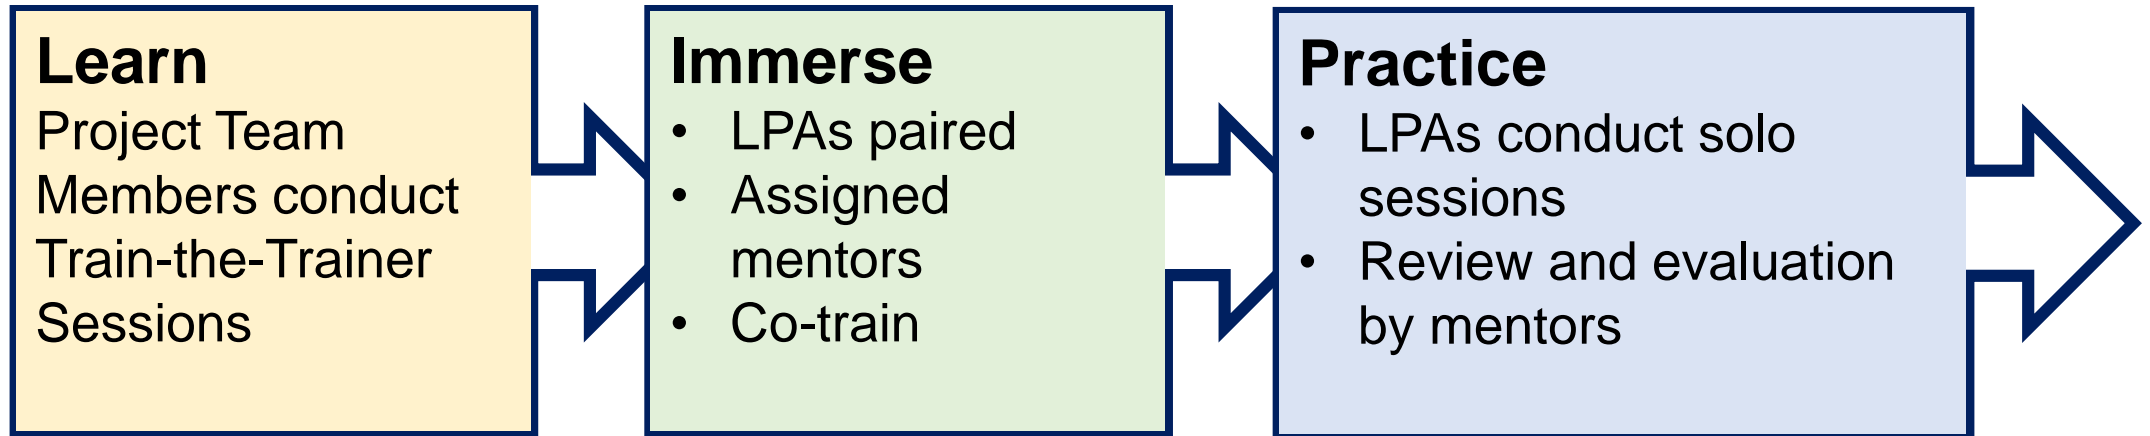 Learn
Project Team
Members conduct
Train-the-Trainer
Sessions
Immerse
• LPAs paired
• Assigned
mentors
• Co-train
Practice
• LPAs conduct solo
sessions
• Review and evaluation
by mentors